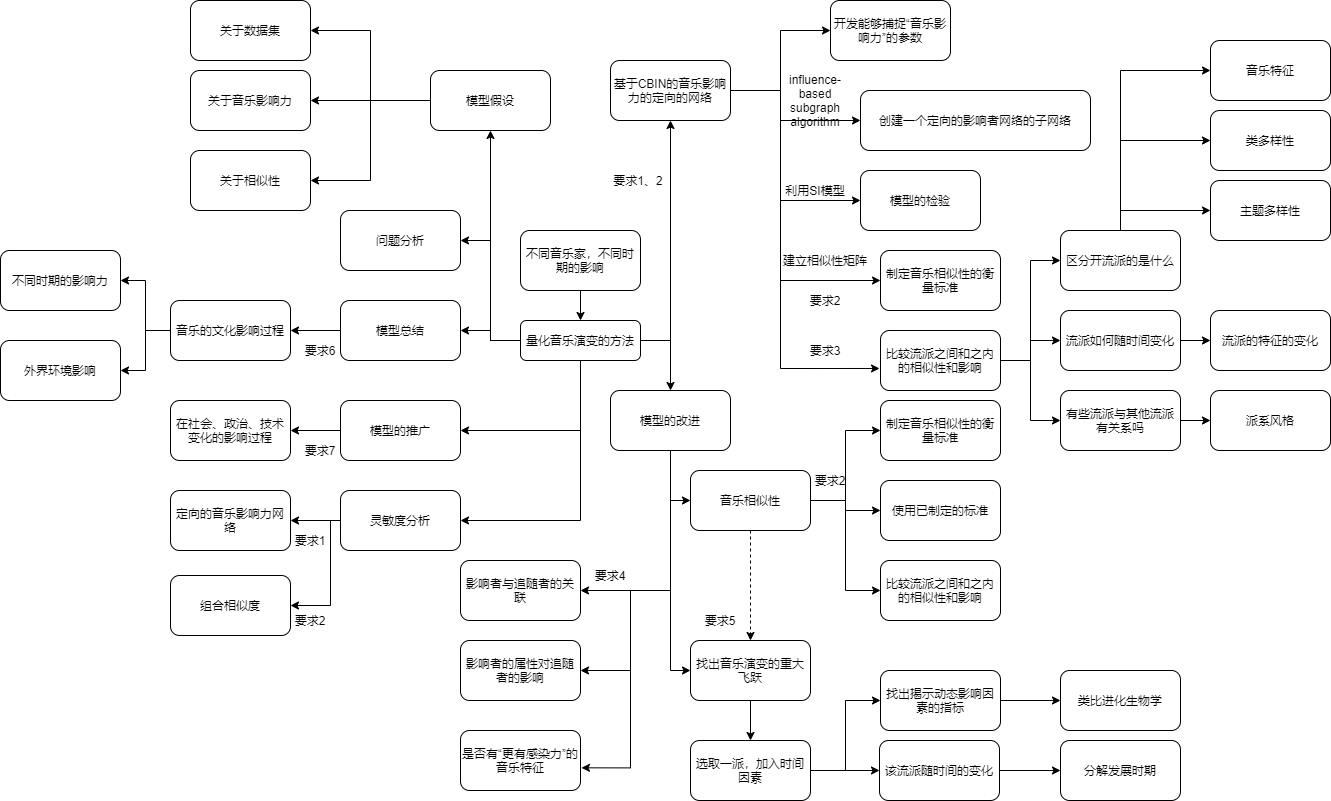 关于数据集
关于音乐影响力
关于相似性
模型假设
问题分析
不同时期的影响力
外界环境影响
音乐的文化影响过程
要求6
模型总结
不同音乐家，不同时
期的影响
量化音乐演变的方法
在社会、政治、技术
变化的影响过程
要求7
模型的推广
定向的音乐影响力网
络
要求1
灵敏度分析
组合相似度
要求2
基于CBIN的音乐影响
力的定向的网络
要求1、2
模型的改进
开发能够捕捉“音乐影
响力”的参数
influence-
based
subgraph
algorithm
创建一个定向的影响者网络的子网络
利用SI模型
模型的检验
建立相似性矩阵
要求2
制定音乐相似性的衡
量标准
要求3
比较流派之间和之内
的相似性和影响
音乐特征
类多样性
主题多样性
区分开流派的是什么
流派如何随时间变化
流派的特征的变化
有些流派与其他流派
有关系吗
派系风格
音乐相似性
要求2
制定音乐相似性的衡
量标准
使用已制定的标准
比较流派之间和之内
的相似性和影响
要求4
影响者与追随者的关
联
影响者的属性对追随
者的影响
是否有“更有感染力”的
音乐特征
要求5
找出音乐演变的重大
飞跃
选取一派，加入时间
因素
找出揭示动态影响因
素的指标
类比进化生物学
该流派随时间的变化
分解发展时期